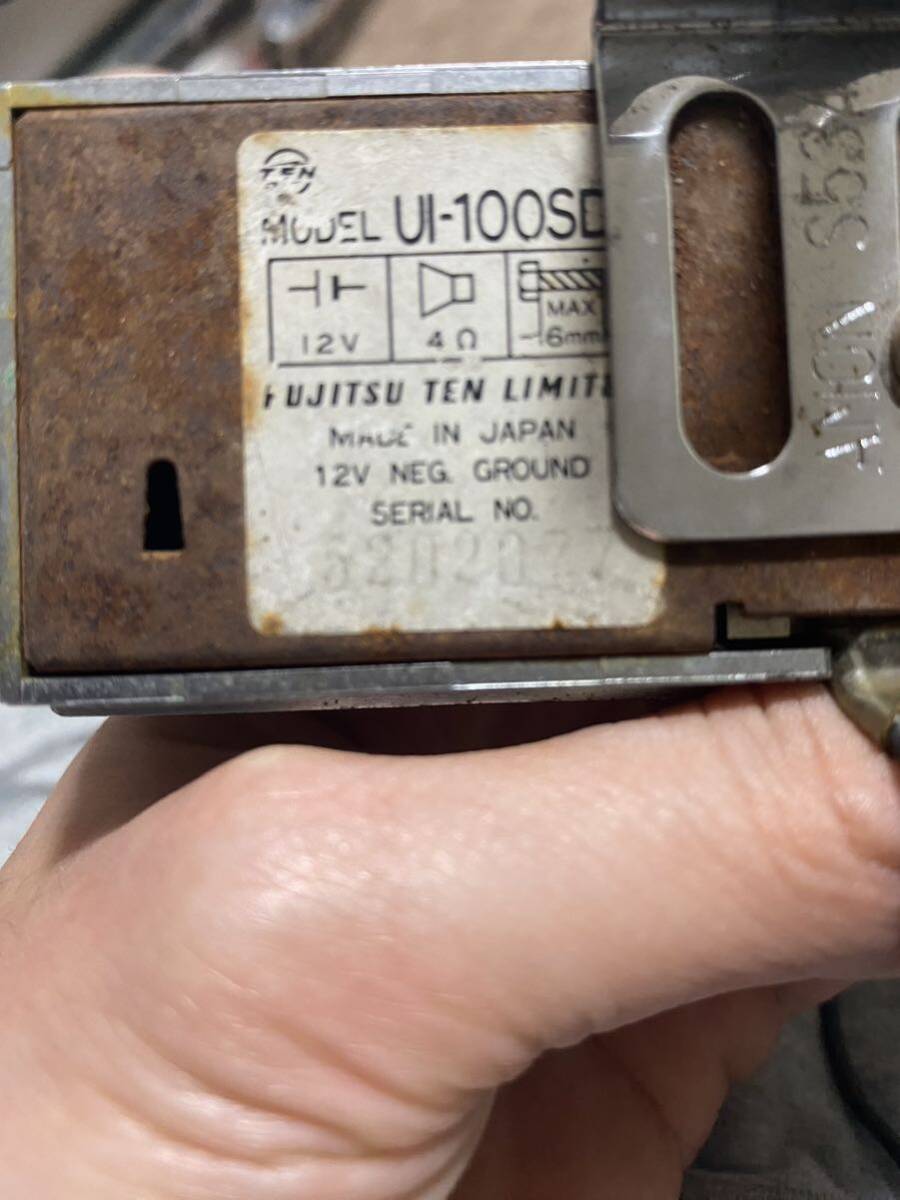 TEN
MODEL UI-100SD
12V
4Ω
MAX
6mm
FUJITSU TEN LIMITE
MADE IN JAPAN
12V NEG. GROUND
SERIAL NO.